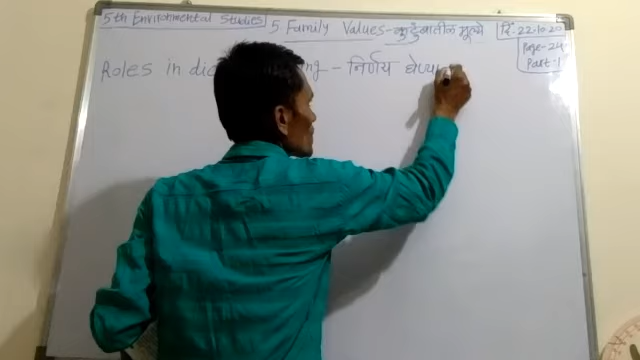 5th Environmental Studies
5 Family Values - कुटुंबातील मूल्ये
दि. 22.10.20
Page-24
Part-1
Roles in - निर्णय घेण्या